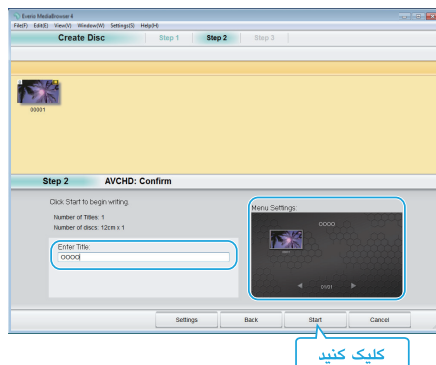 Everio MediaBrowser 4
File(F) Edit(E) View(V) Window(W) Settings(S) Help(H)
Create Disc Step 1 Step 2 Step 3
00001
Step 2 AVCHD: Confirm
Click Start to begin writing.
Number of Titles: 1
Number of discs: 12cm x 1
Enter Title:
oooo
Menu Settings:
oooo
01/01
Settings Back Start Cancel
کلیک کنید